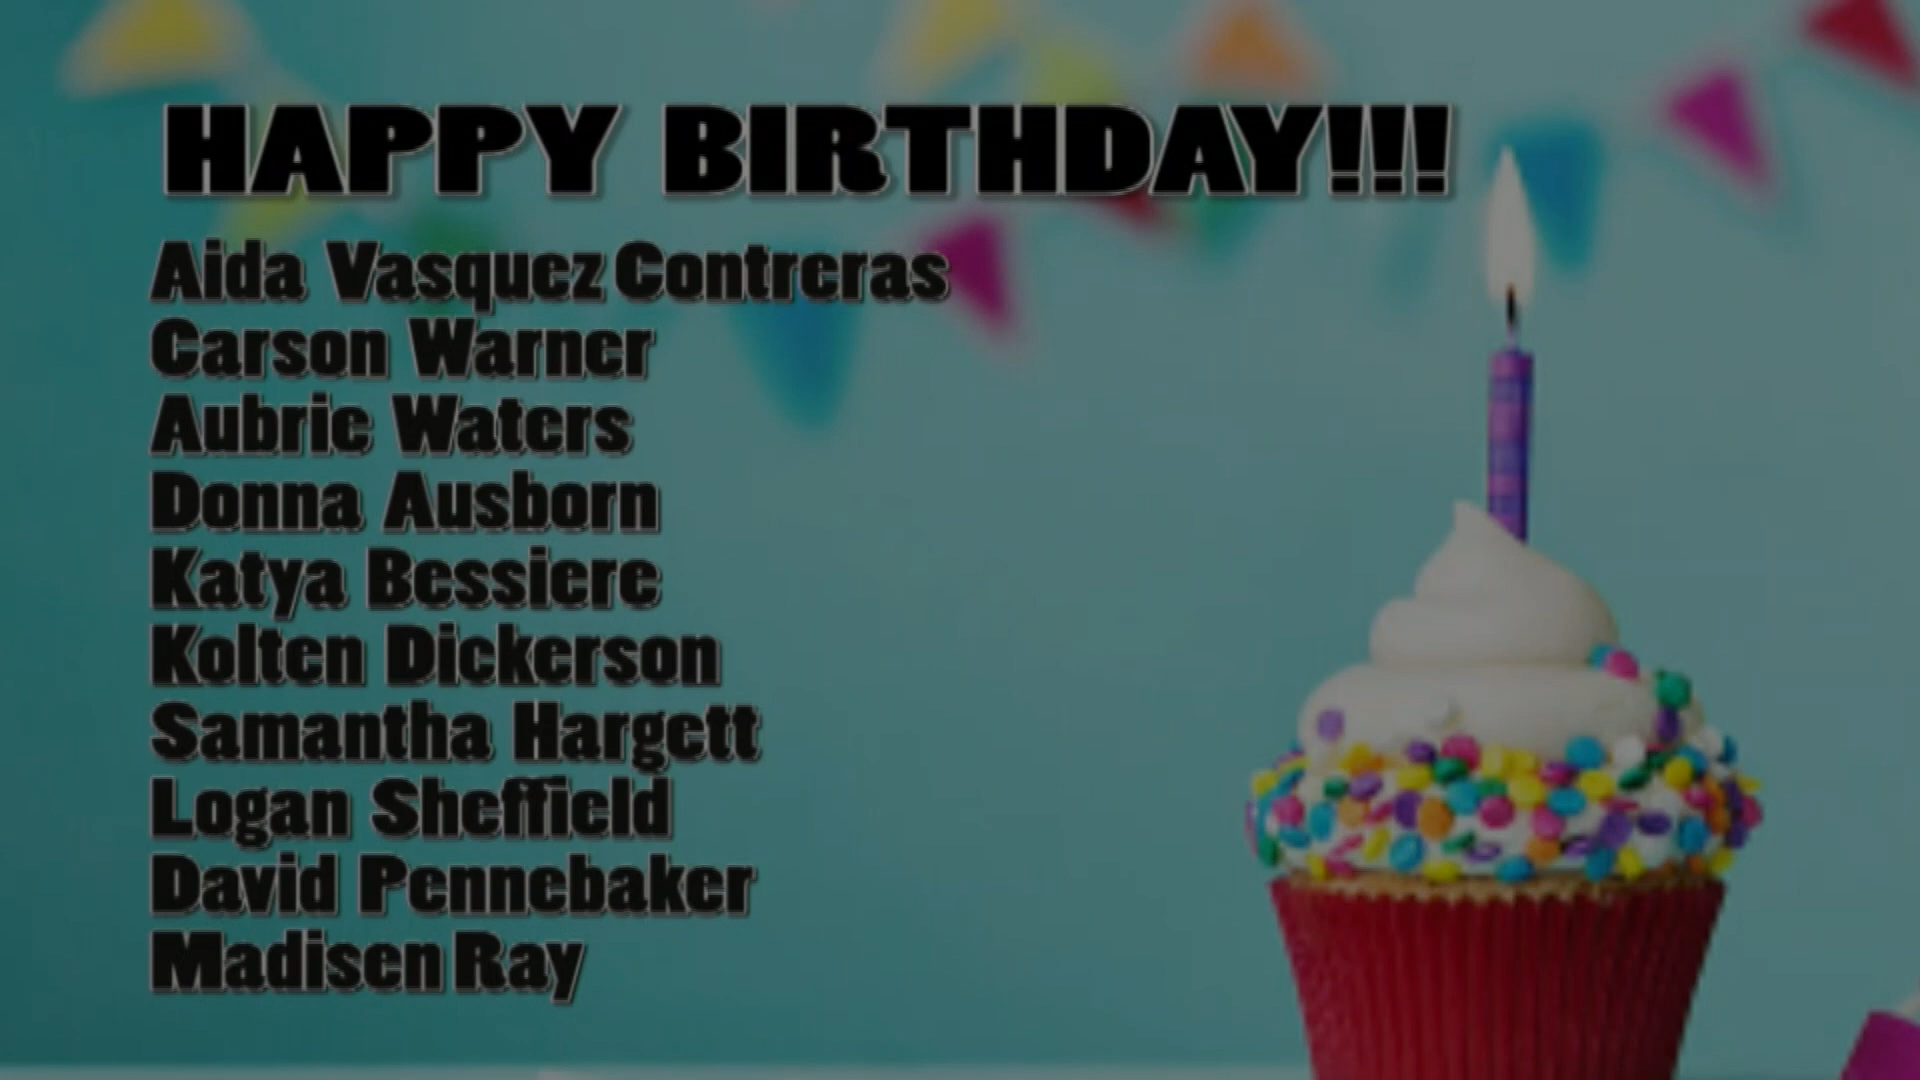 HAPPY BIRTHDAY!!!
Aida Vasquez Contreras
Carson Warner
Aubrie Waters
Donna Ausborn
Katya Bessiere
Kolten Dickerson
Samantha Hargett
Logan Sheffield
David Pennebaker
Madisen Ray